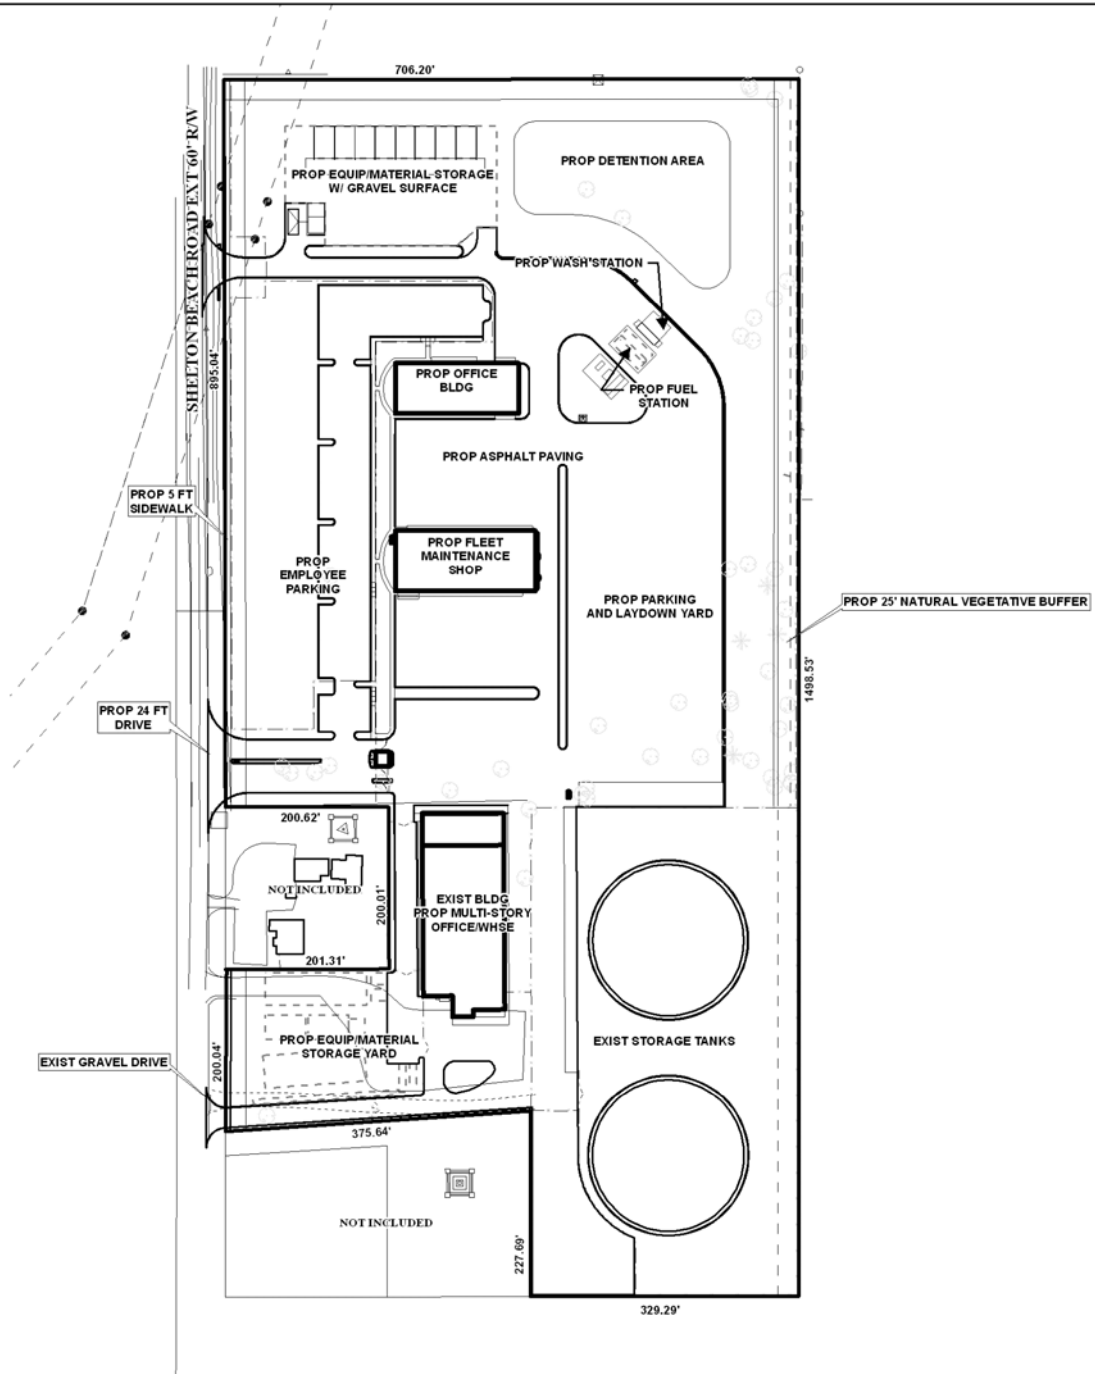 706.20'
SHELTON BEACH ROAD EXT 60' R/W
PROP DETENTION AREA
PROP EQUIP/MATERIAL STORAGE
W/ GRAVEL SURFACE
PROP WASH STATION
895.04'
PROP OFFICE
BLDG
PROP FUEL
STATION
PROP ASPHALT PAVING
PROP 5 FT
SIDEWALK
PROP FLEET
MAINTENANCE
SHOP
PROP
EMPLOYEE
PARKING
PROP PARKING
AND LAYDOWN YARD
PROP 25' NATURAL VEGETATIVE BUFFER
1498.53'
PROP 24 FT
DRIVE
200.62'
NOT INCLUDED
200.01'
EXIST BLDG
PROP MULTI-STORY
OFFICE/WHSE
201.31'
PROP EQUIP/MATERIAL
STORAGE YARD
EXIST STORAGE TANKS
EXIST GRAVEL DRIVE
200.04'
375.64'
NOT INCLUDED
227.69'
329.29'